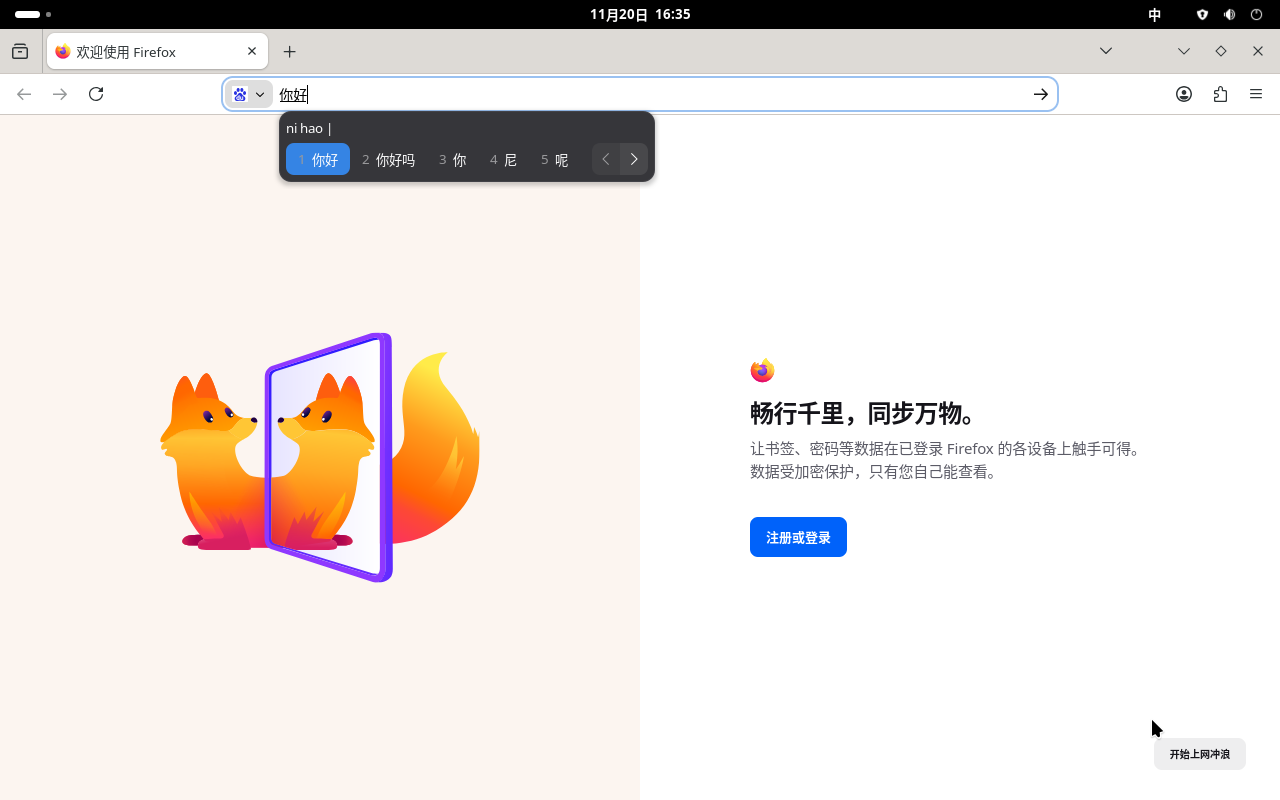 11月20日 16:35
中
欢迎使用 Firefox
你好
ni hao |
1 你好 2 你好吗 3 你 4 尼 5 呢
畅行千里，同步万物。
让书签、密码等数据在已登录 Firefox 的各设备上触手可得。
数据受加密保护，只有您自己能查看。
注册或登录
开始上网冲浪